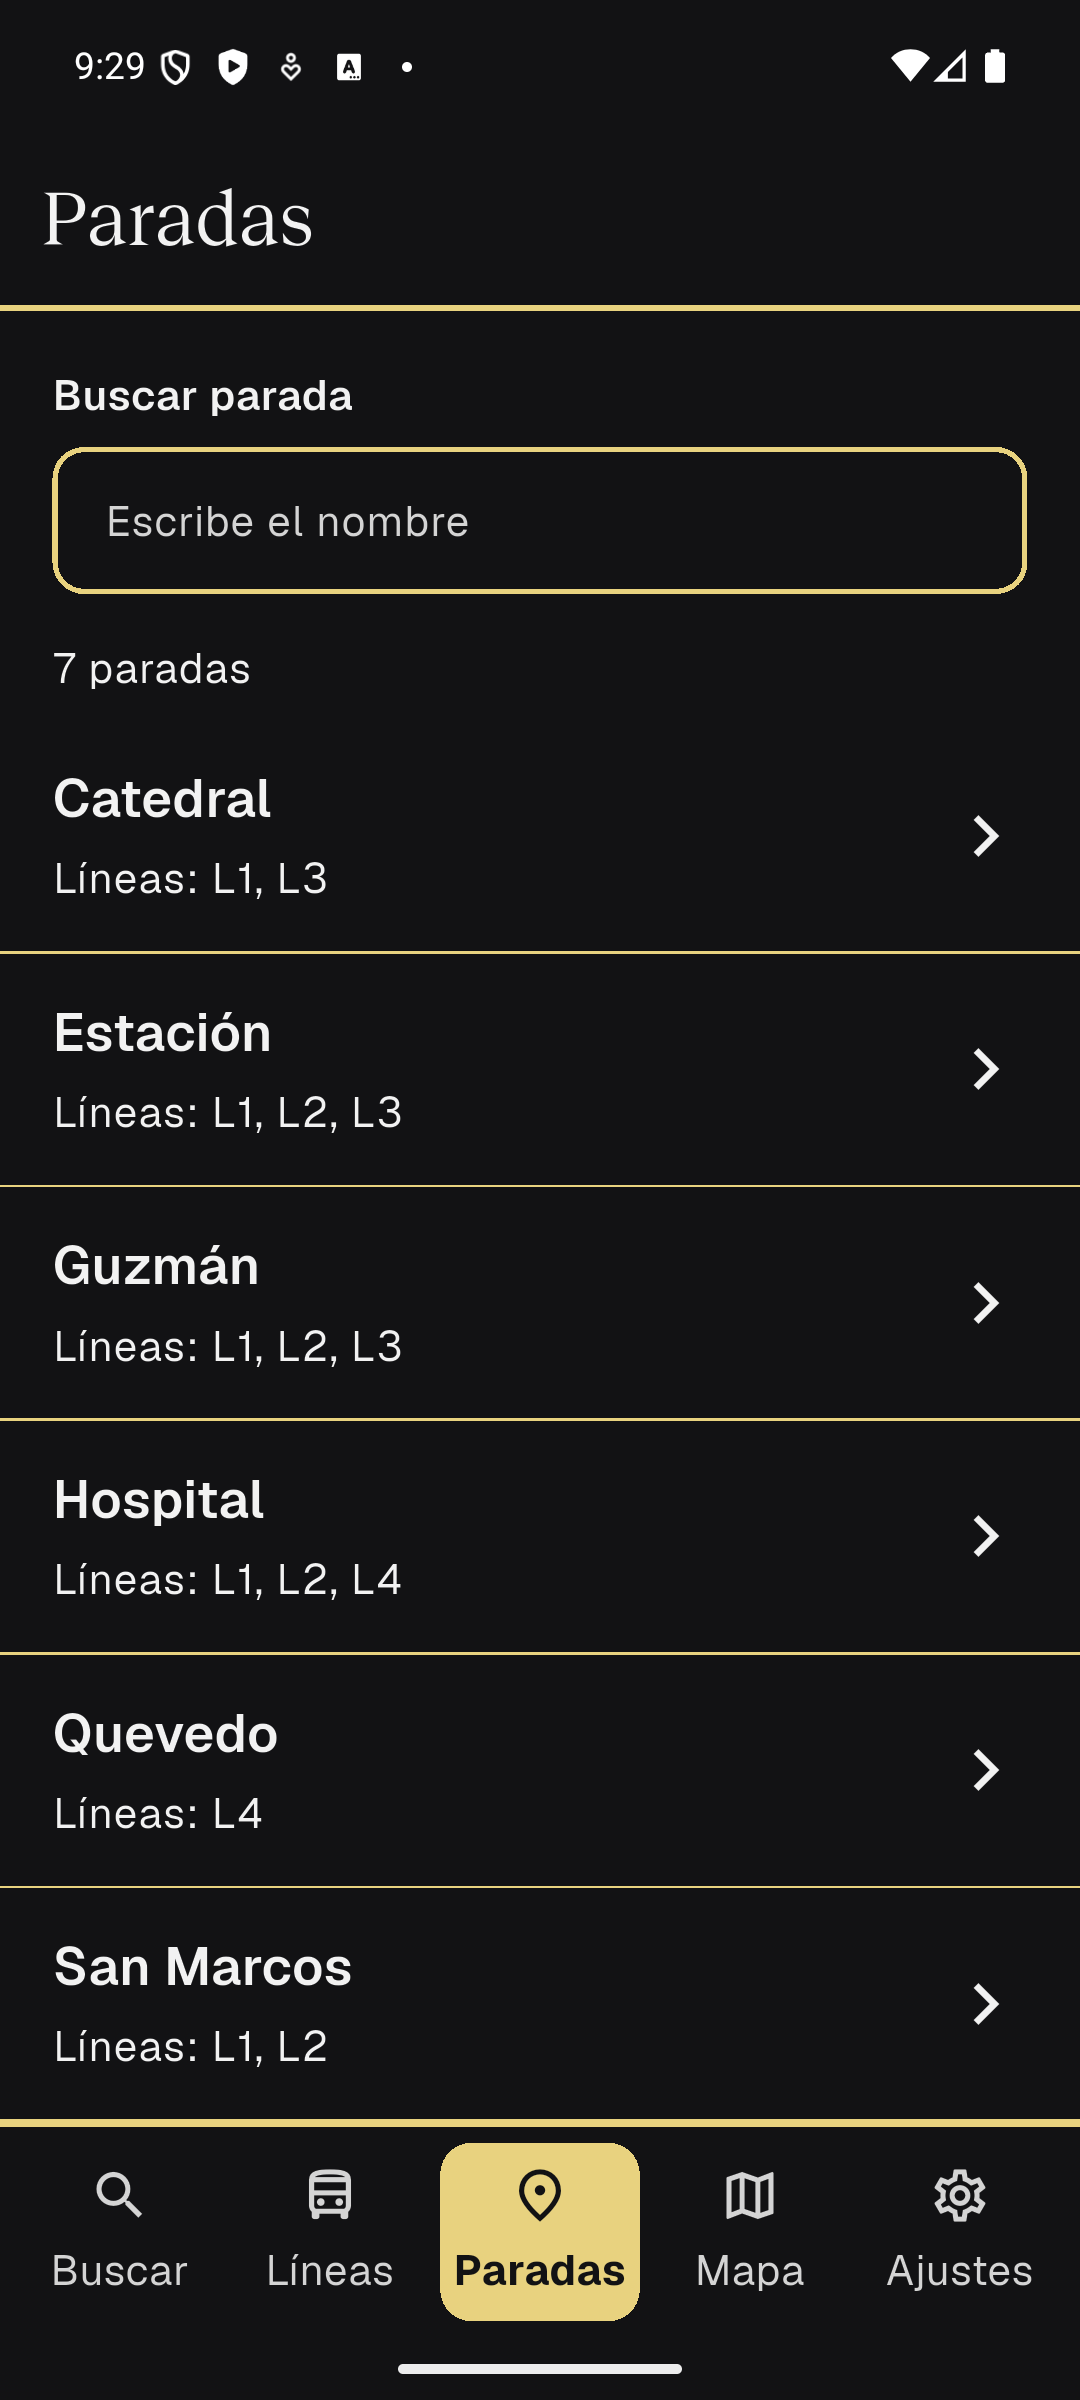 9:29
Paradas
Buscar parada
Escribe el nombre
7 paradas
Catedral
Líneas: L1, L3
Estación
Líneas: L1, L2, L3
Guzmán
Líneas: L1, L2, L3
Hospital
Líneas: L1, L2, L4
Quevedo
Líneas: L4
San Marcos
Líneas: L1, L2
Buscar Líneas Paradas Mapa Ajustes